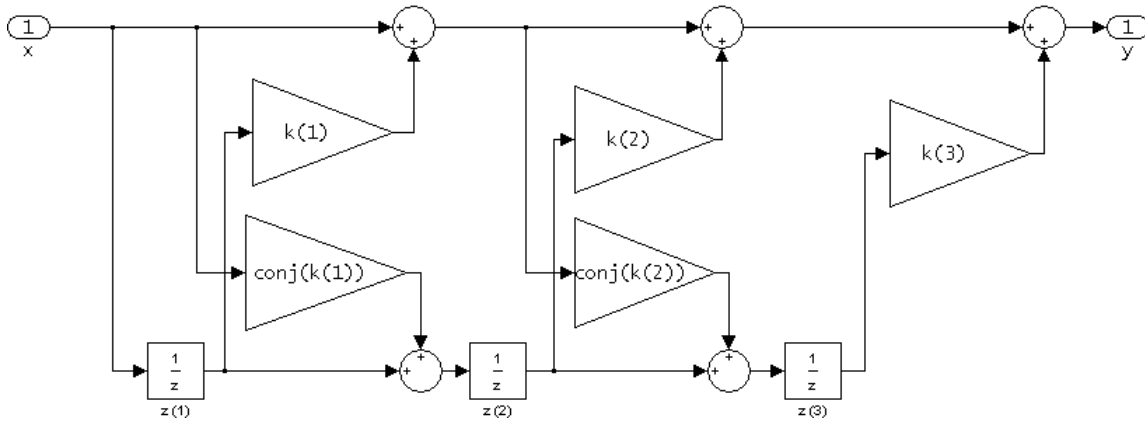 1
x
+
+
+
+
+
+
1
y
k(1)
k(2)
k(3)
conj(k(1))
conj(k(2))
1
z
z(1)
+
+
1
z
z(2)
+
+
1
z
z(3)